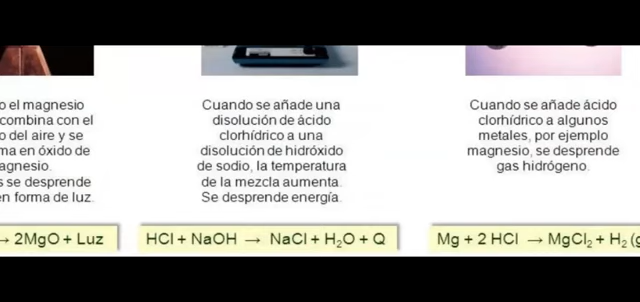 o el magnesio
combina con el
o del aire y se
ma en óxido de
agnesio.
s se desprende
en forma de luz.
→ 2MgO + Luz
Cuando se añade una
disolución de ácido
clorhídrico a una
disolución de hidróxido
de sodio, la temperatura
de la mezcla aumenta.
Se desprende energía.
HCl + NaOH → NaCl + H₂O + Q
Cuando se añade ácido
clorhídrico a algunos
metales, por ejemplo
magnesio, se desprende
gas hidrógeno.
Mg + 2 HCl → MgCl₂ + H₂ (g